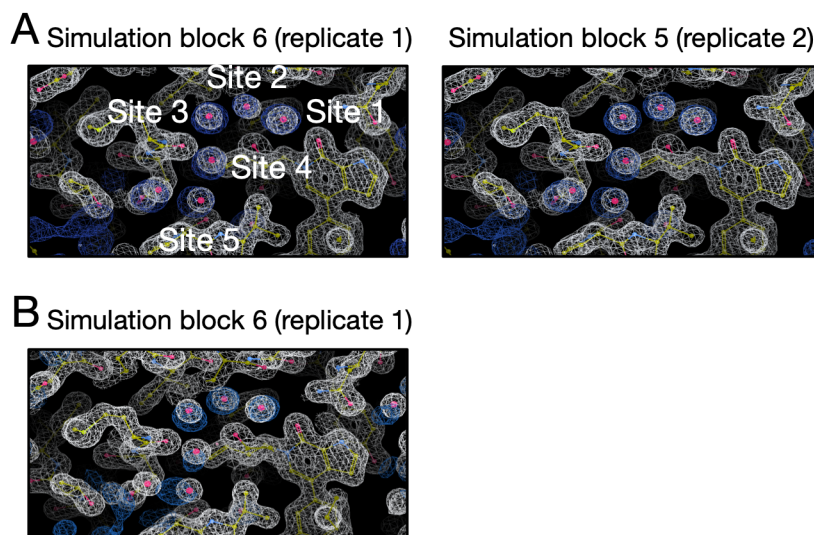 A Simulation block 6 (replicate 1)
Simulation block 5 (replicate 2)
Site 2
Site 3
Site 1
Site 4
Site 5
B Simulation block 6 (replicate 1)